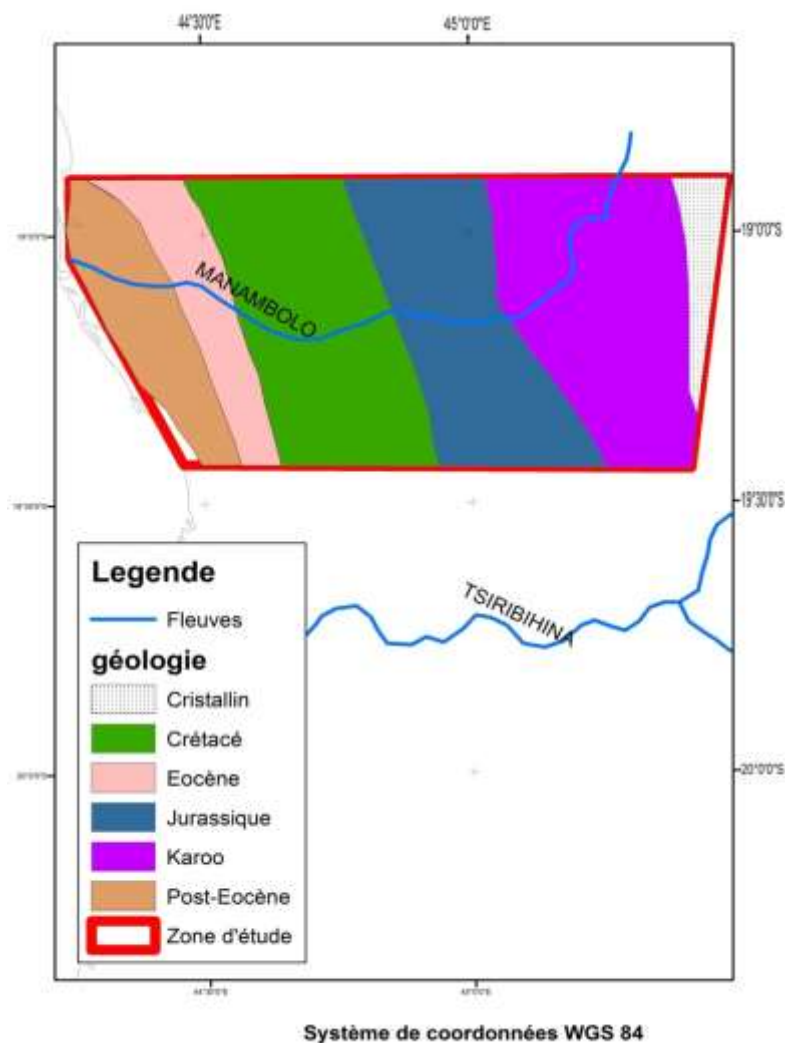 44°30'0"E
45°0'0"E
19°0'0"S
MANAMBOLO
19°30'0"S
TSIRIBIHINA
Legende
Fleuves
géologie
Cristallin
Crétacé
Eocène
Jurassique
Karoo
Post-Eocène
Zone d'étude
20°0'0"S
Système de coordonnées WGS 84